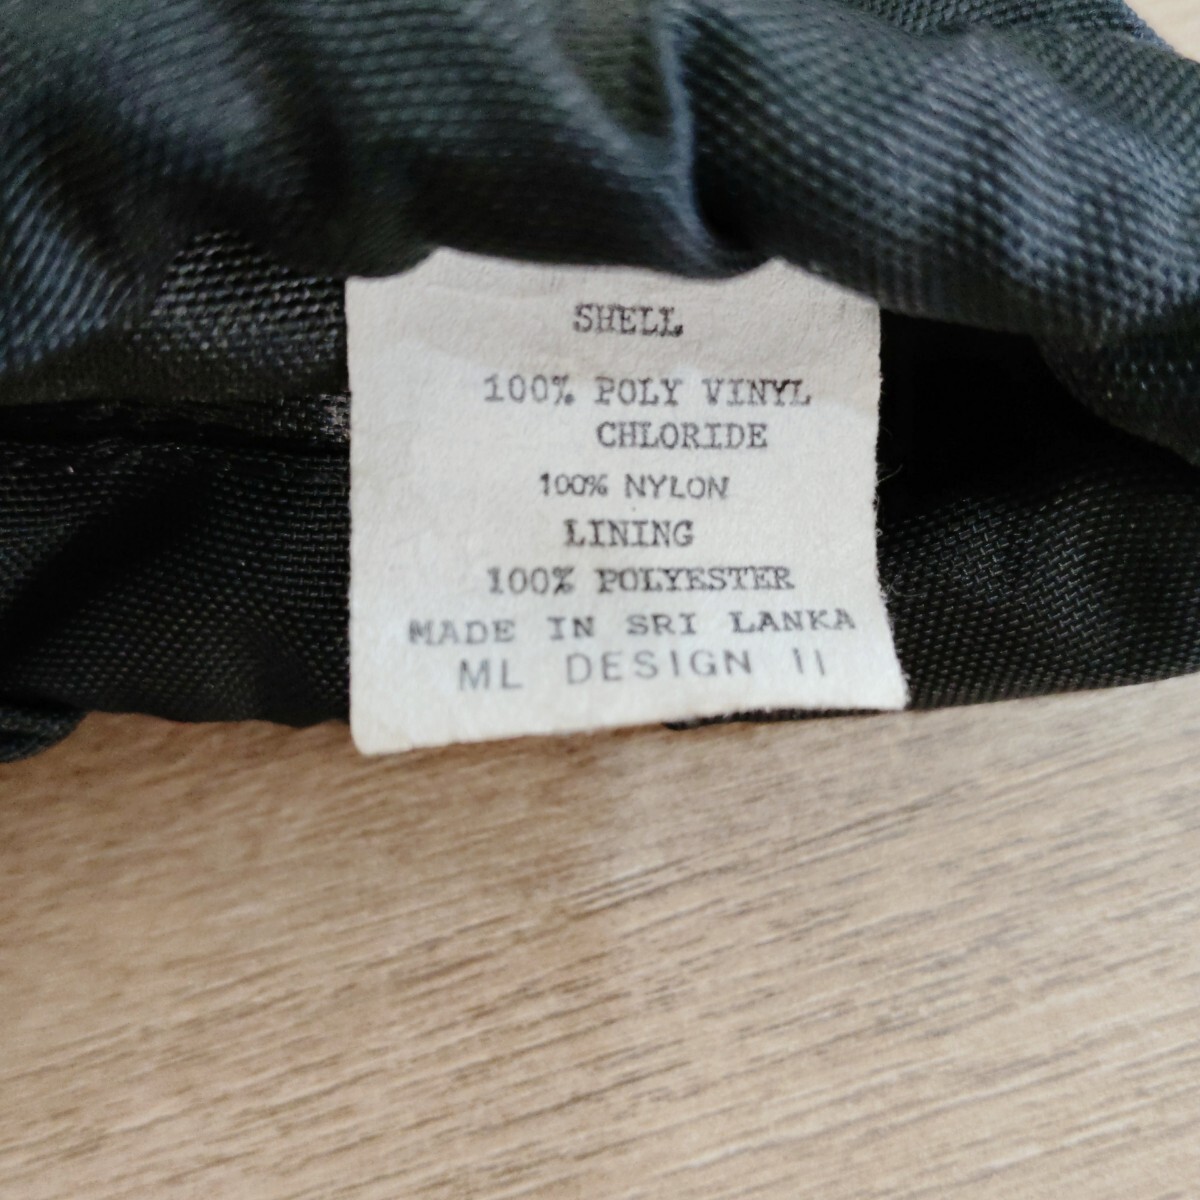 SHELL
100% POLY VINYL
CHLORIDE
100% NYLON
LINING
100% POLYESTER
MADE IN SRI LANKA
ML DESIGN II